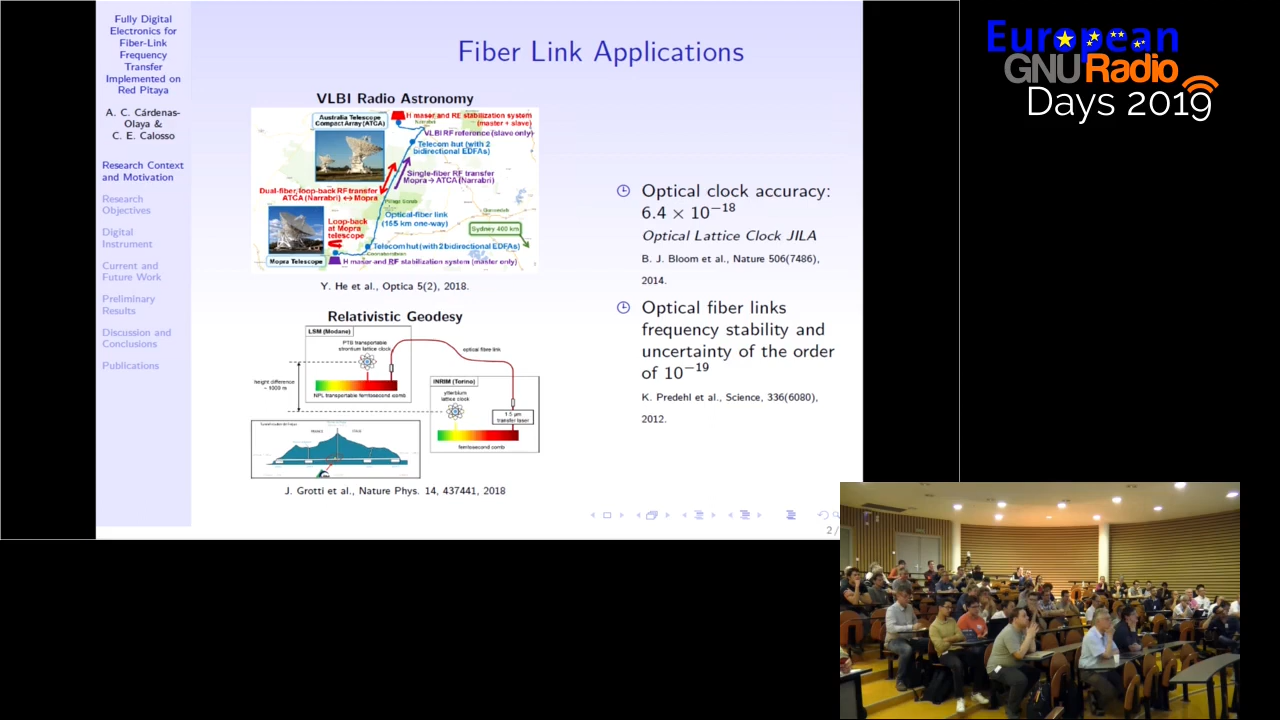 Fully Digital
Electronics for
Fiber-Link
Frequency
Transfer
Implemented on
Red Pitaya
A. C. Cárdenas-
Olaya &
C. E. Calosso
Research Context
and Motivation
Research
Objectives
Digital
Instrument
Current and
Future Work
Preliminary
Results
Discussion and
Conclusions
Publications
Fiber Link Applications
VLBI Radio Astronomy
Australia Telescope
Compact Array (ATCA)
H maser and RF stabilization system
(master + slave)
Narrabri
VLBI RF reference (slave only)
Telecom hut (with 2
bidirectional EDFAs)
Single-fiber RF transfer
Mopra → ATCA (Narrabri)
Dual-fiber, loop-back RF transfer
ATCA (Narrabri) ↔ Mopra
Optical-fiber link
(165 km one-way)
Loop-back
at Mopra
telescope
Sydney 400 km
Telecom hut (with 2 bidirectional EDFAs)
Coonabarabran
Mopra Telescope
H maser and RF stabilization system (master only)
Y. He et al., Optica 5(2), 2018.
Relativistic Geodesy
LSM (Modane)
PTB transportable
strontium lattice clock
optical fibre link
height difference
~ 1000 m
NPL transportable femtosecond comb
INRIM (Torino)
ytterbium
lattice clock
1.5 µm
transfer laser
femtosecond comb
J. Grotti et al., Nature Phys. 14, 437441, 2018
Optical clock accuracy:
6.4 × 10−18
Optical Lattice Clock JILA
B. J. Bloom et al., Nature 506(7486),
2014.
Optical fiber links
frequency stability and
uncertainty of the order
of 10−19
K. Predehl et al., Science, 336(6080),
2012.
2/
European
GNURadio
Days 2019